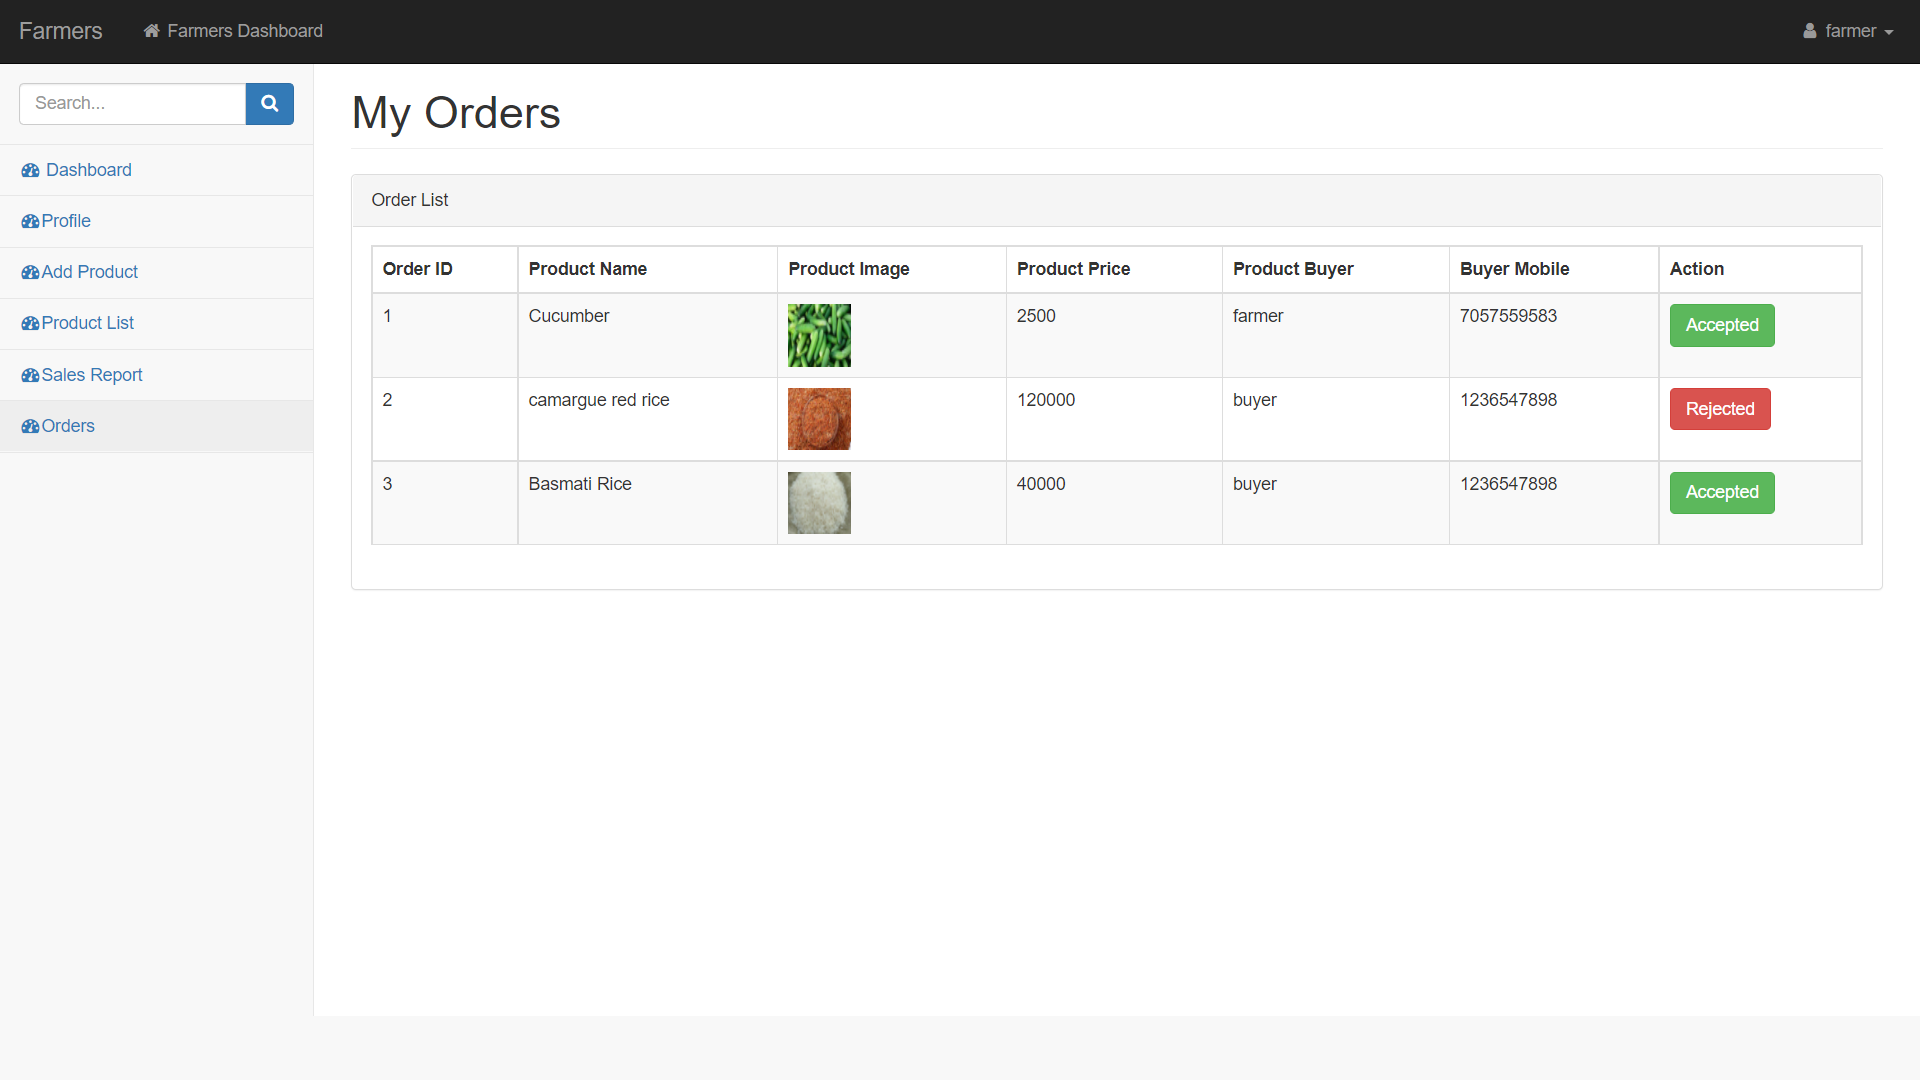 Farmers Farmers Dashboard farmer
Search...
Dashboard
Profile
Add Product
Product List
Sales Report
Orders
My Orders
Order List
Order ID Product Name Product Image Product Price Product Buyer Buyer Mobile Action
1 Cucumber 2500 farmer 7057559583 Accepted
2 camargue red rice 120000 buyer 1236547898 Rejected
3 Basmati Rice 40000 buyer 1236547898 Accepted